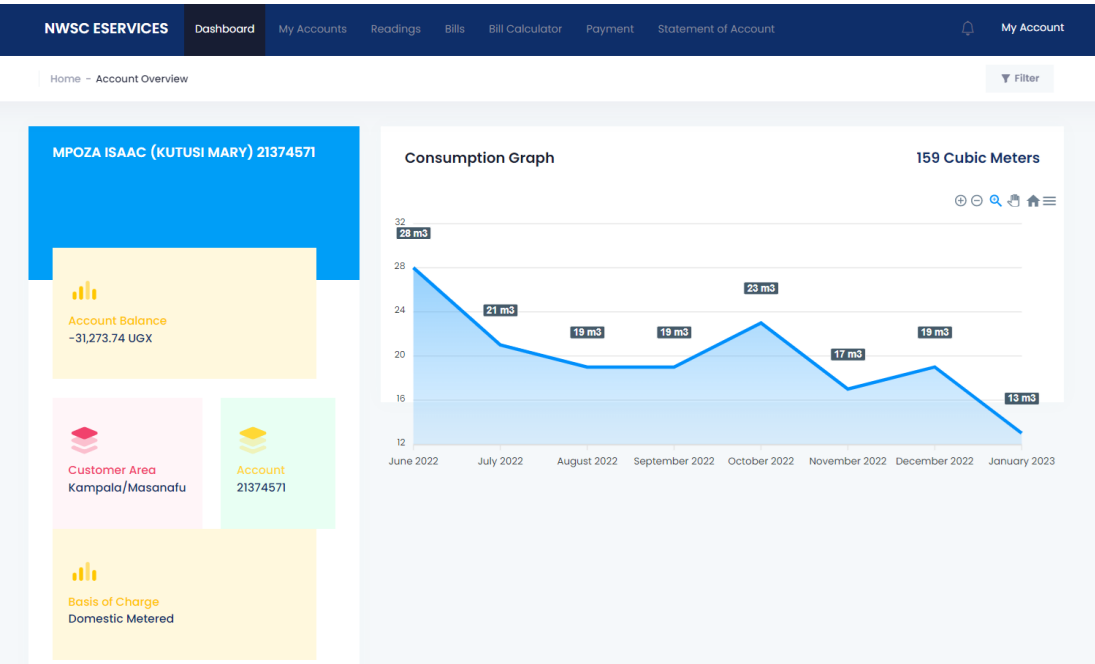 NWSC ESERVICES Dashboard My Accounts Readings Bills Bill Calculator Payment Statement of Account My Account
Home - Account Overview Filter
MPOZA ISAAC (KUTUSI MARY) 21374571
Account Balance
-31,273.74 UGX
Customer Area
Kampala/Masanafu
Account
21374571
Basis of Charge
Domestic Metered
Consumption Graph 159 Cubic Meters
32
28
24
20
16
12
28 m3
21 m3
19 m3
19 m3
23 m3
17 m3
19 m3
13 m3
June 2022 July 2022 August 2022 September 2022 October 2022 November 2022 December 2022 January 2023